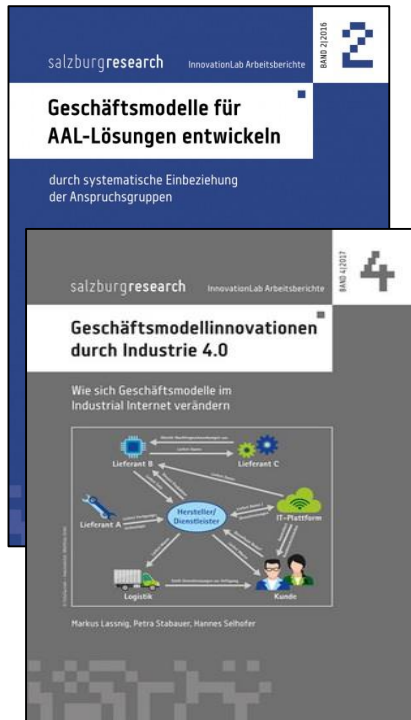 salzburgresearch InnovationLab Arbeitsberichte
BAND 2|2016
2
Geschäftsmodelle für
AAL-Lösungen entwickeln
durch systematische Einbeziehung
der Anspruchsgruppen
salzburgresearch InnovationLab Arbeitsberichte
BAND 4|2017
4
Geschäftsmodellinnovationen
durch Industrie 4.0
Wie sich Geschäftsmodelle im
Industrial Internet verändern
Lieferant B
Lieferant C
Lieferant A
Hersteller/
Dienstleister
IT-Plattform
Logistik
Kunde
Markus Lassnig, Petra Stabauer, Hannes Selhofer